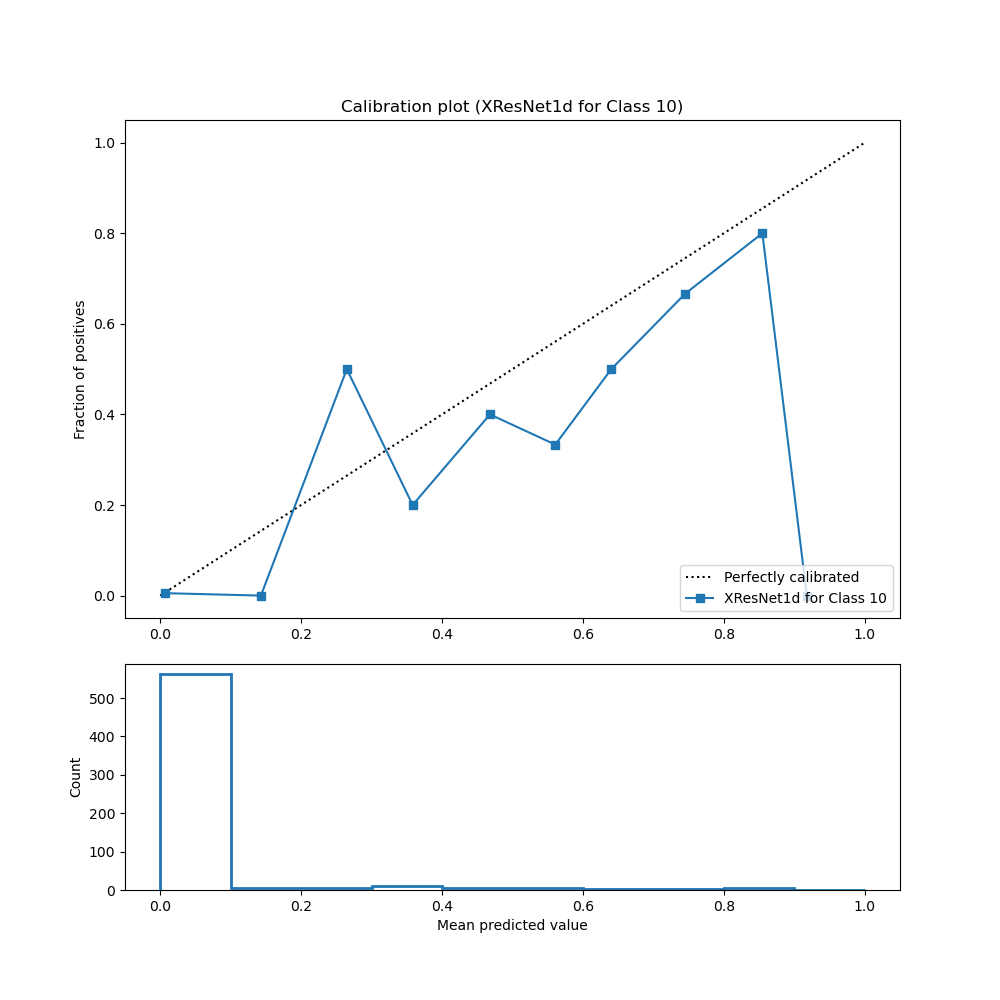 Calibration plot (XResNet1d for Class 10)
1.0
0.8
0.6
0.4
0.2
0.0
Fraction of positives
Perfectly calibrated
XResNet1d for Class 10
0.0 0.2 0.4 0.6 0.8 1.0
500
400
300
200
100
0
Count
0.0 0.2 0.4 0.6 0.8 1.0
Mean predicted value